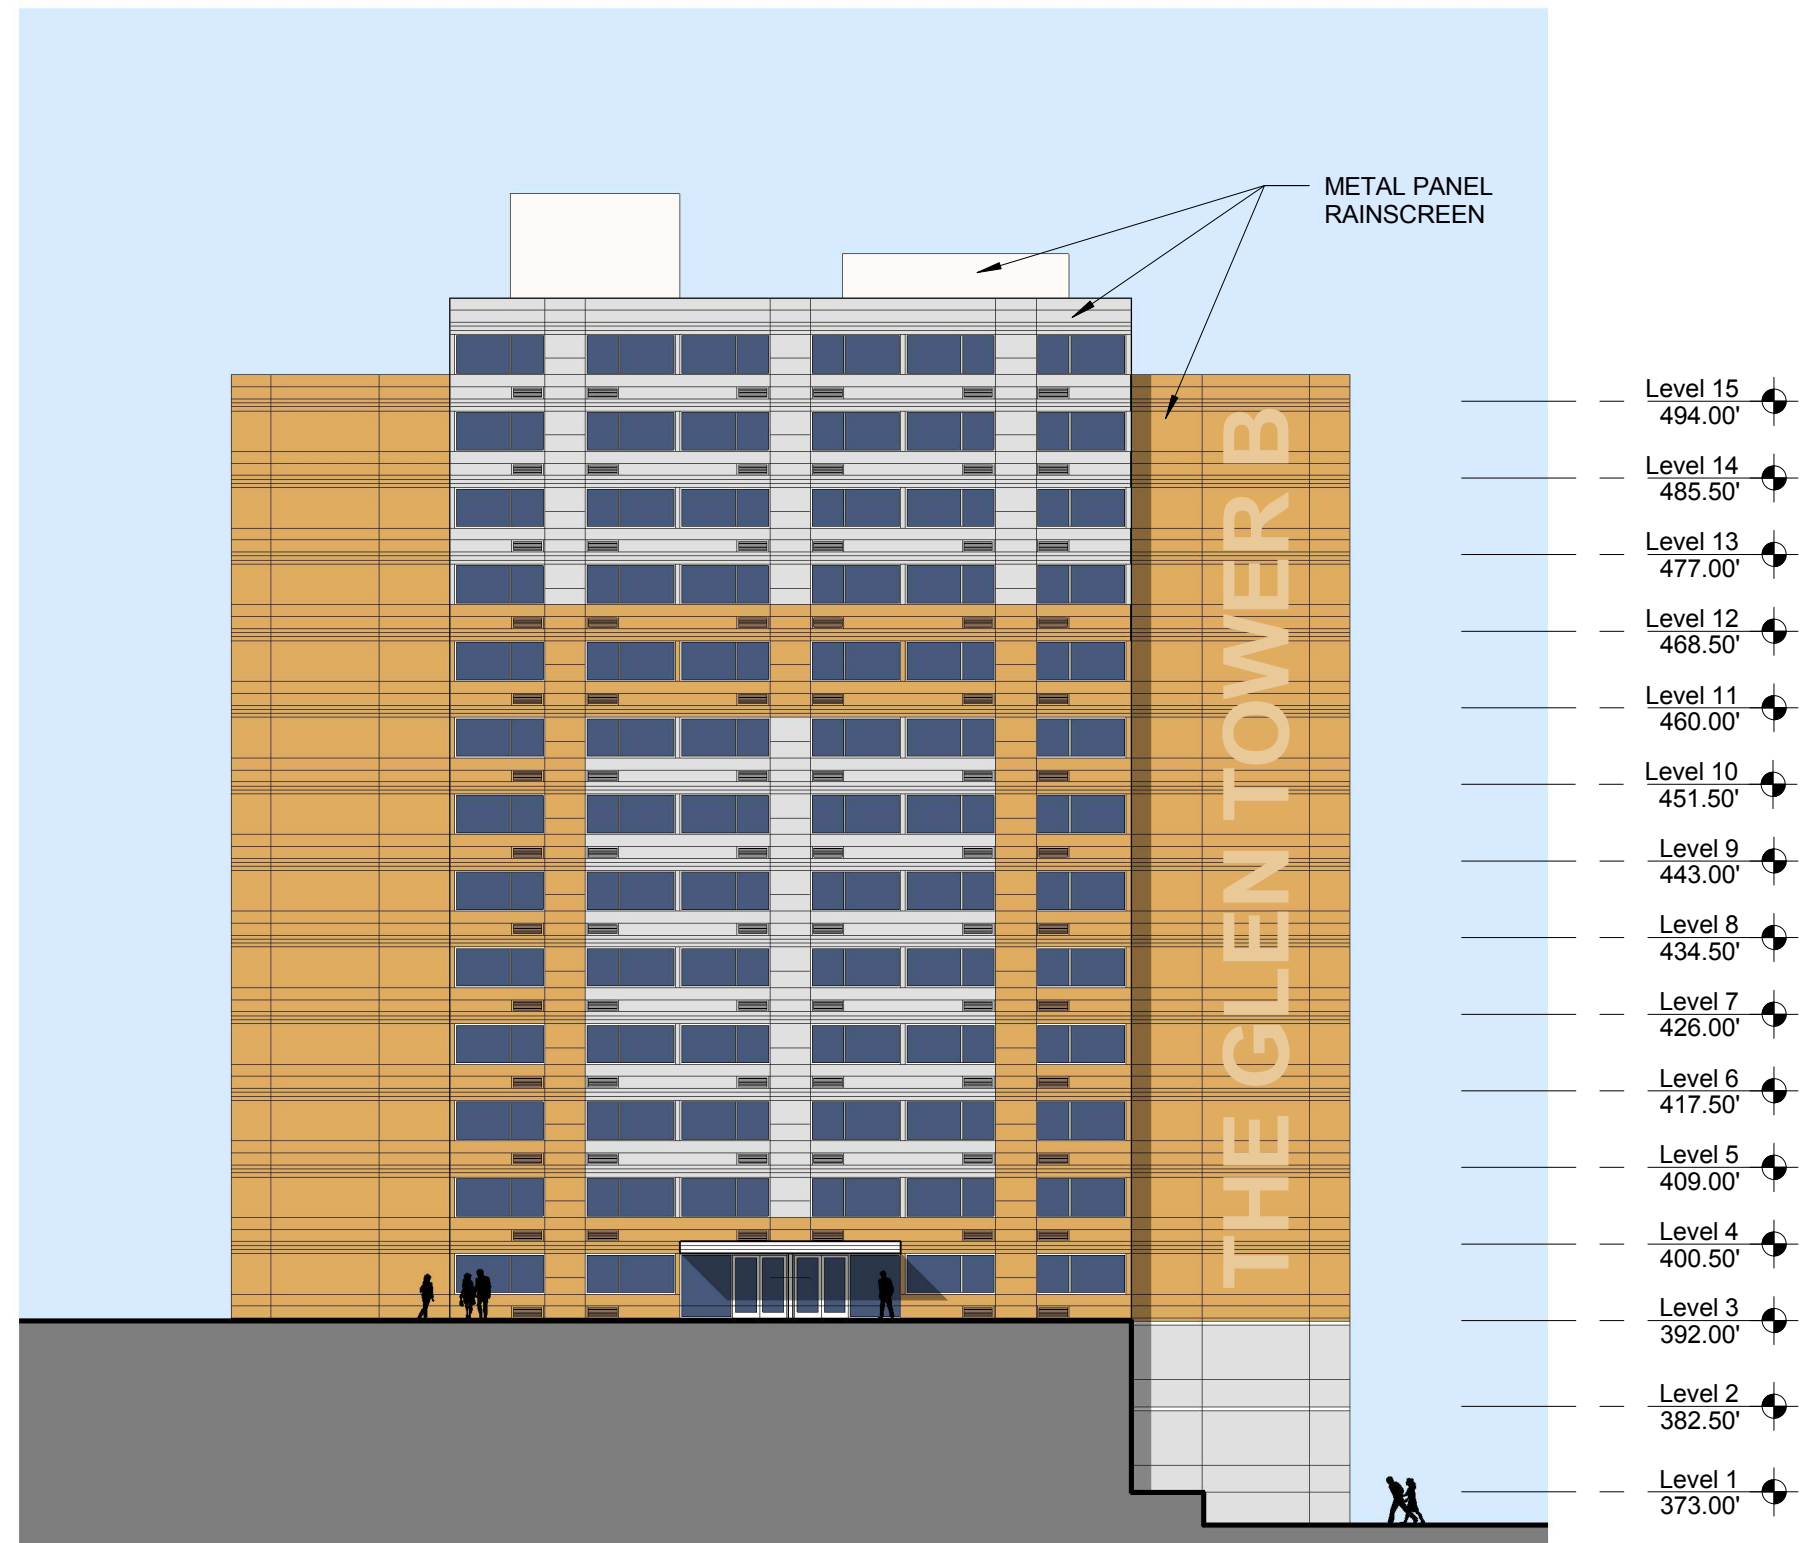 METAL PANEL
RAINSCREEN
THE GLEN TOWER B
Level 15
494.00'
Level 14
485.50'
Level 13
477.00'
Level 12
468.50'
Level 11
460.00'
Level 10
451.50'
Level 9
443.00'
Level 8
434.50'
Level 7
426.00'
Level 6
417.50'
Level 5
409.00'
Level 4
400.50'
Level 3
392.00'
Level 2
382.50'
Level 1
373.00'